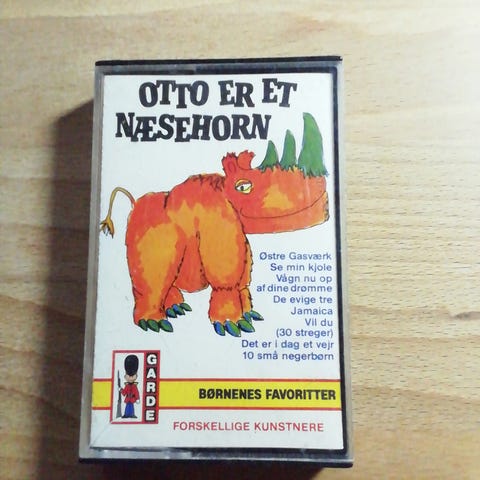 OTTO ER ET
NÆSEHORN
Østre Gasværk
Se min kjole
Vågn nu op
af dine drømme
De evige tre
Jamaica
Vil du
(30 streger)
Det er i dag et vejr
10 små negerbørn
GARDE
BØRNENES FAVORITTER
FORSKELLIGE KUNSTNERE